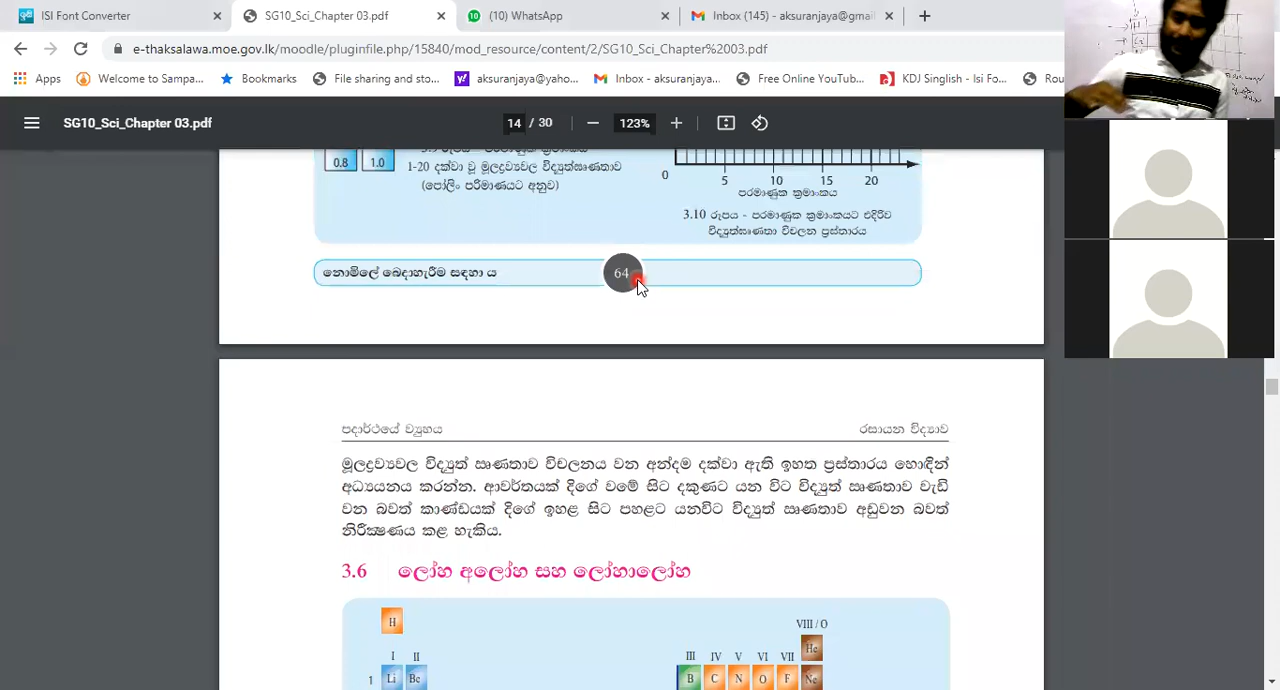 ISI Font Converter
SG10_Sci_Chapter 03.pdf
(10) WhatsApp
Inbox (145) - aksuranjaya@gmail
e-thaksalawa.moe.gov.lk/moodle/pluginfile.php/15840/mod_resource/content/2/SG10_Sci_Chapter%2003.pdf
Apps
Welcome to Sampa...
Bookmarks
File sharing and sto...
aksuranjaya@yaho...
Inbox - aksuranjaya...
Free Online YouTub...
KDJ Singlish - Isi Fo...
Rou
SG10_Sci_Chapter 03.pdf
14 / 30
123%
0.8 1.0
1-20 දක්වා වූ මූලද්‍රව්‍යවල විද්‍යුත්ඍණතාව
(පෝලිං පරිමාණයට අනුව)
0 5 10 15 20
පරමාණුක ක්‍රමාංකය
3.10 රූපය - පරමාණුක ක්‍රමාංකයට එදිරිව
විද්‍යුත්ඍණතා විචලන ප්‍රස්තාරය
නොමිලේ බෙදාහැරීම සඳහා ය
64
පදාර්ථයේ ව්‍යුහය
රසායන විද්‍යාව
මූලද්‍රව්‍යවල විද්‍යුත් ඍණතාව විචලනය වන අන්දම දක්වා ඇති ඉහත ප්‍රස්තාරය හොඳින්
අධ්‍යයනය කරන්න. ආවර්තයක් දිගේ වමේ සිට දකුණට යන විට විද්‍යුත් ඍණතාව වැඩි
වන බවත් කාණ්ඩයක් දිගේ ඉහළ සිට පහළට යනවිට විද්‍යුත් ඍණතාව අඩුවන බවත්
නිරීක්ෂණය කළ හැකිය.
3.6 ලෝහ අලෝහ සහ ලෝහාලෝහ
H
VIII / O
He
I II III IV V VI VII
1 Li Be B C N O F Ne